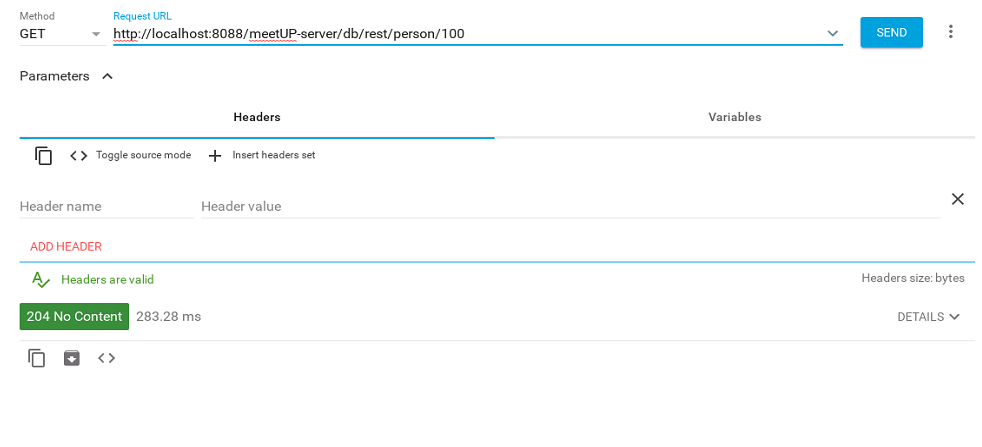 Method
Request URL
GET
http://localhost:8088/meetUP-server/db/rest/person/100
SEND
Parameters
Headers
Variables
Toggle source mode
Insert headers set
Header name
Header value
ADD HEADER
Headers are valid
Headers size: bytes
204 No Content
283.28 ms
DETAILS